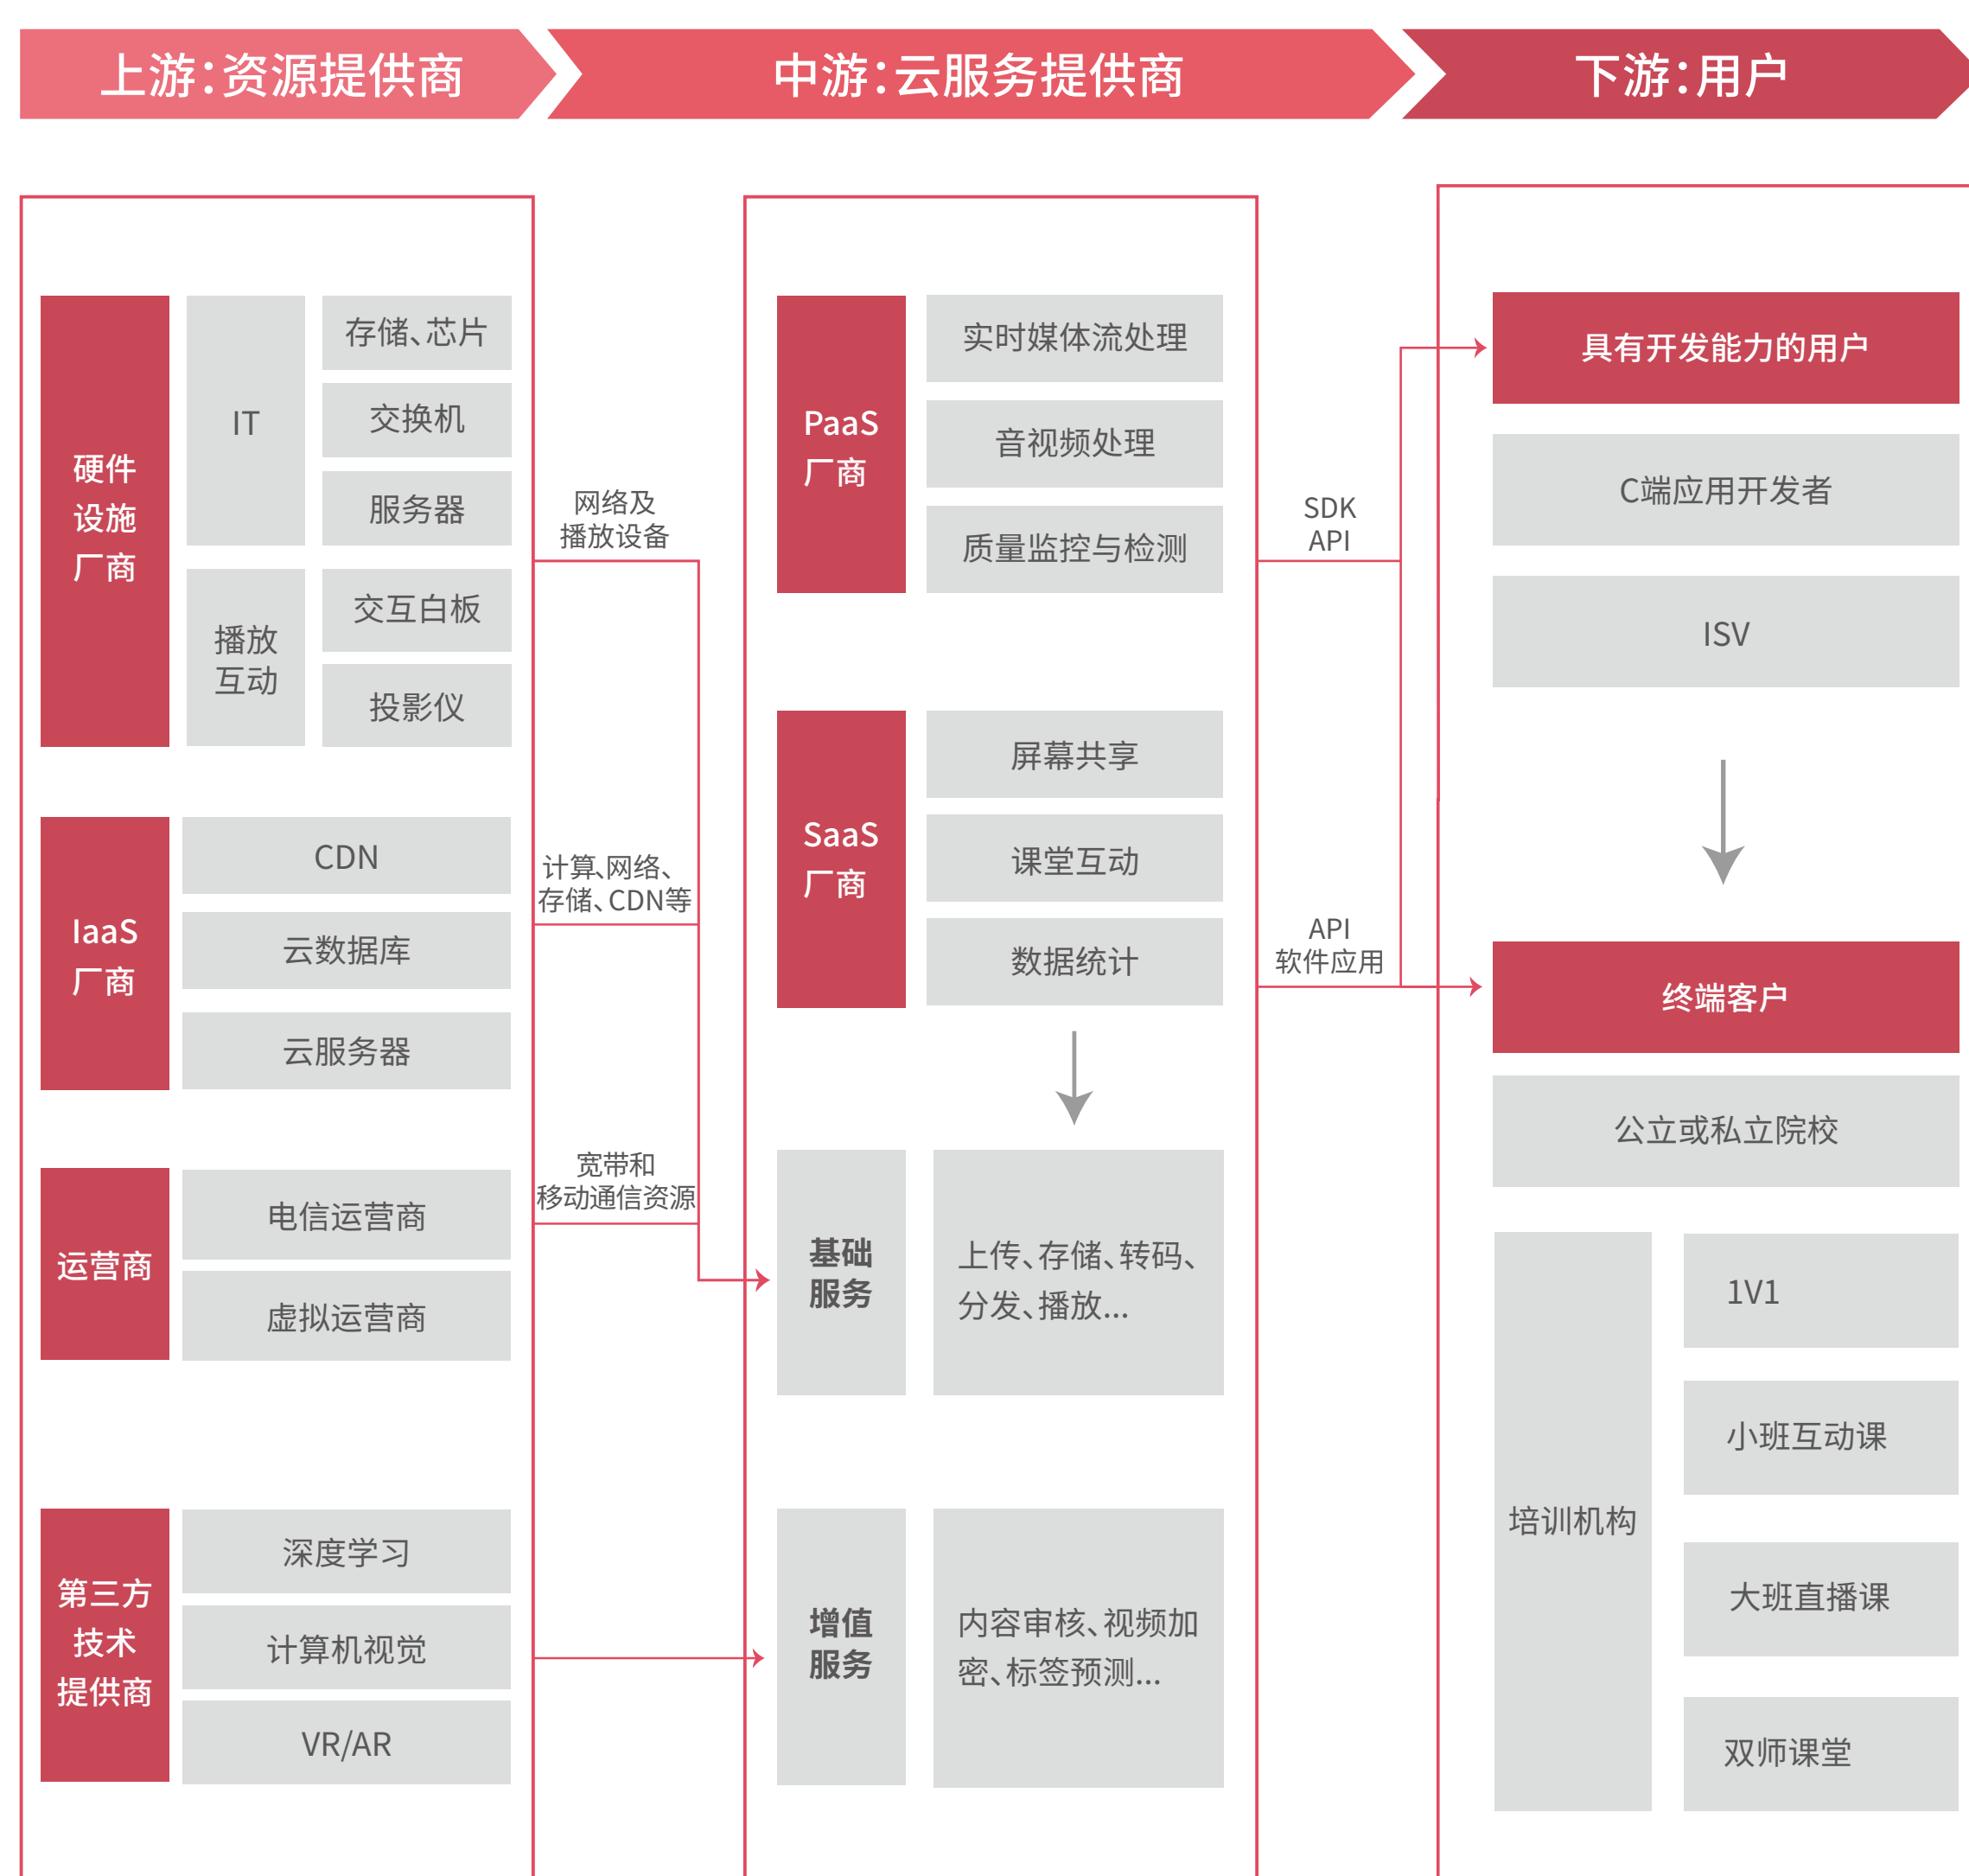 上游：资源提供商
中游：云服务提供商
下游：用户
硬件
设施
厂商
IT
存储、芯片
交换机
服务器
播放
互动
交互白板
投影仪
IaaS
厂商
CDN
云数据库
云服务器
运营商
电信运营商
虚拟运营商
第三方
技术
提供商
深度学习
计算机视觉
VR/AR
网络及
播放设备
计算、网络、
存储、CDN等
宽带和
移动通信资源
PaaS
厂商
实时媒体流处理
音视频处理
质量监控与检测
SaaS
厂商
屏幕共享
课堂互动
数据统计
基础
服务
上传、存储、转码、
分发、播放...
增值
服务
内容审核、视频加
密、标签预测...
SDK
API
API
软件应用
具有开发能力的用户
C端应用开发者
ISV
终端客户
公立或私立院校
培训机构
1V1
小班互动课
大班直播课
双师课堂